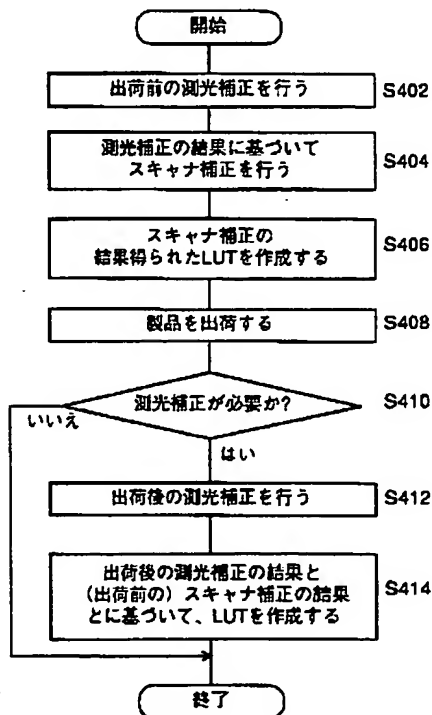 開始
出荷前の測光補正を行う
S402
測光補正の結果に基づいて
スキャナ補正を行う
S404
スキャナ補正の
結果得られたLUTを作成する
S406
製品を出荷する
S408
測光補正が必要か?
S410
いいえ
はい
出荷後の測光補正を行う
S412
出荷後の測光補正の結果と
(出荷前の) スキャナ補正の結果
とに基づいて、LUTを作成する
S414
終了